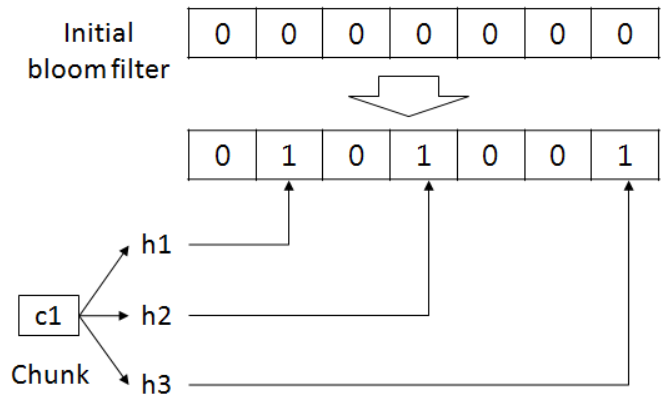 Initial
bloom filter
0 0 0 0 0 0 0
0 1 0 1 0 0 1
h1
c1
h2
Chunk
h3